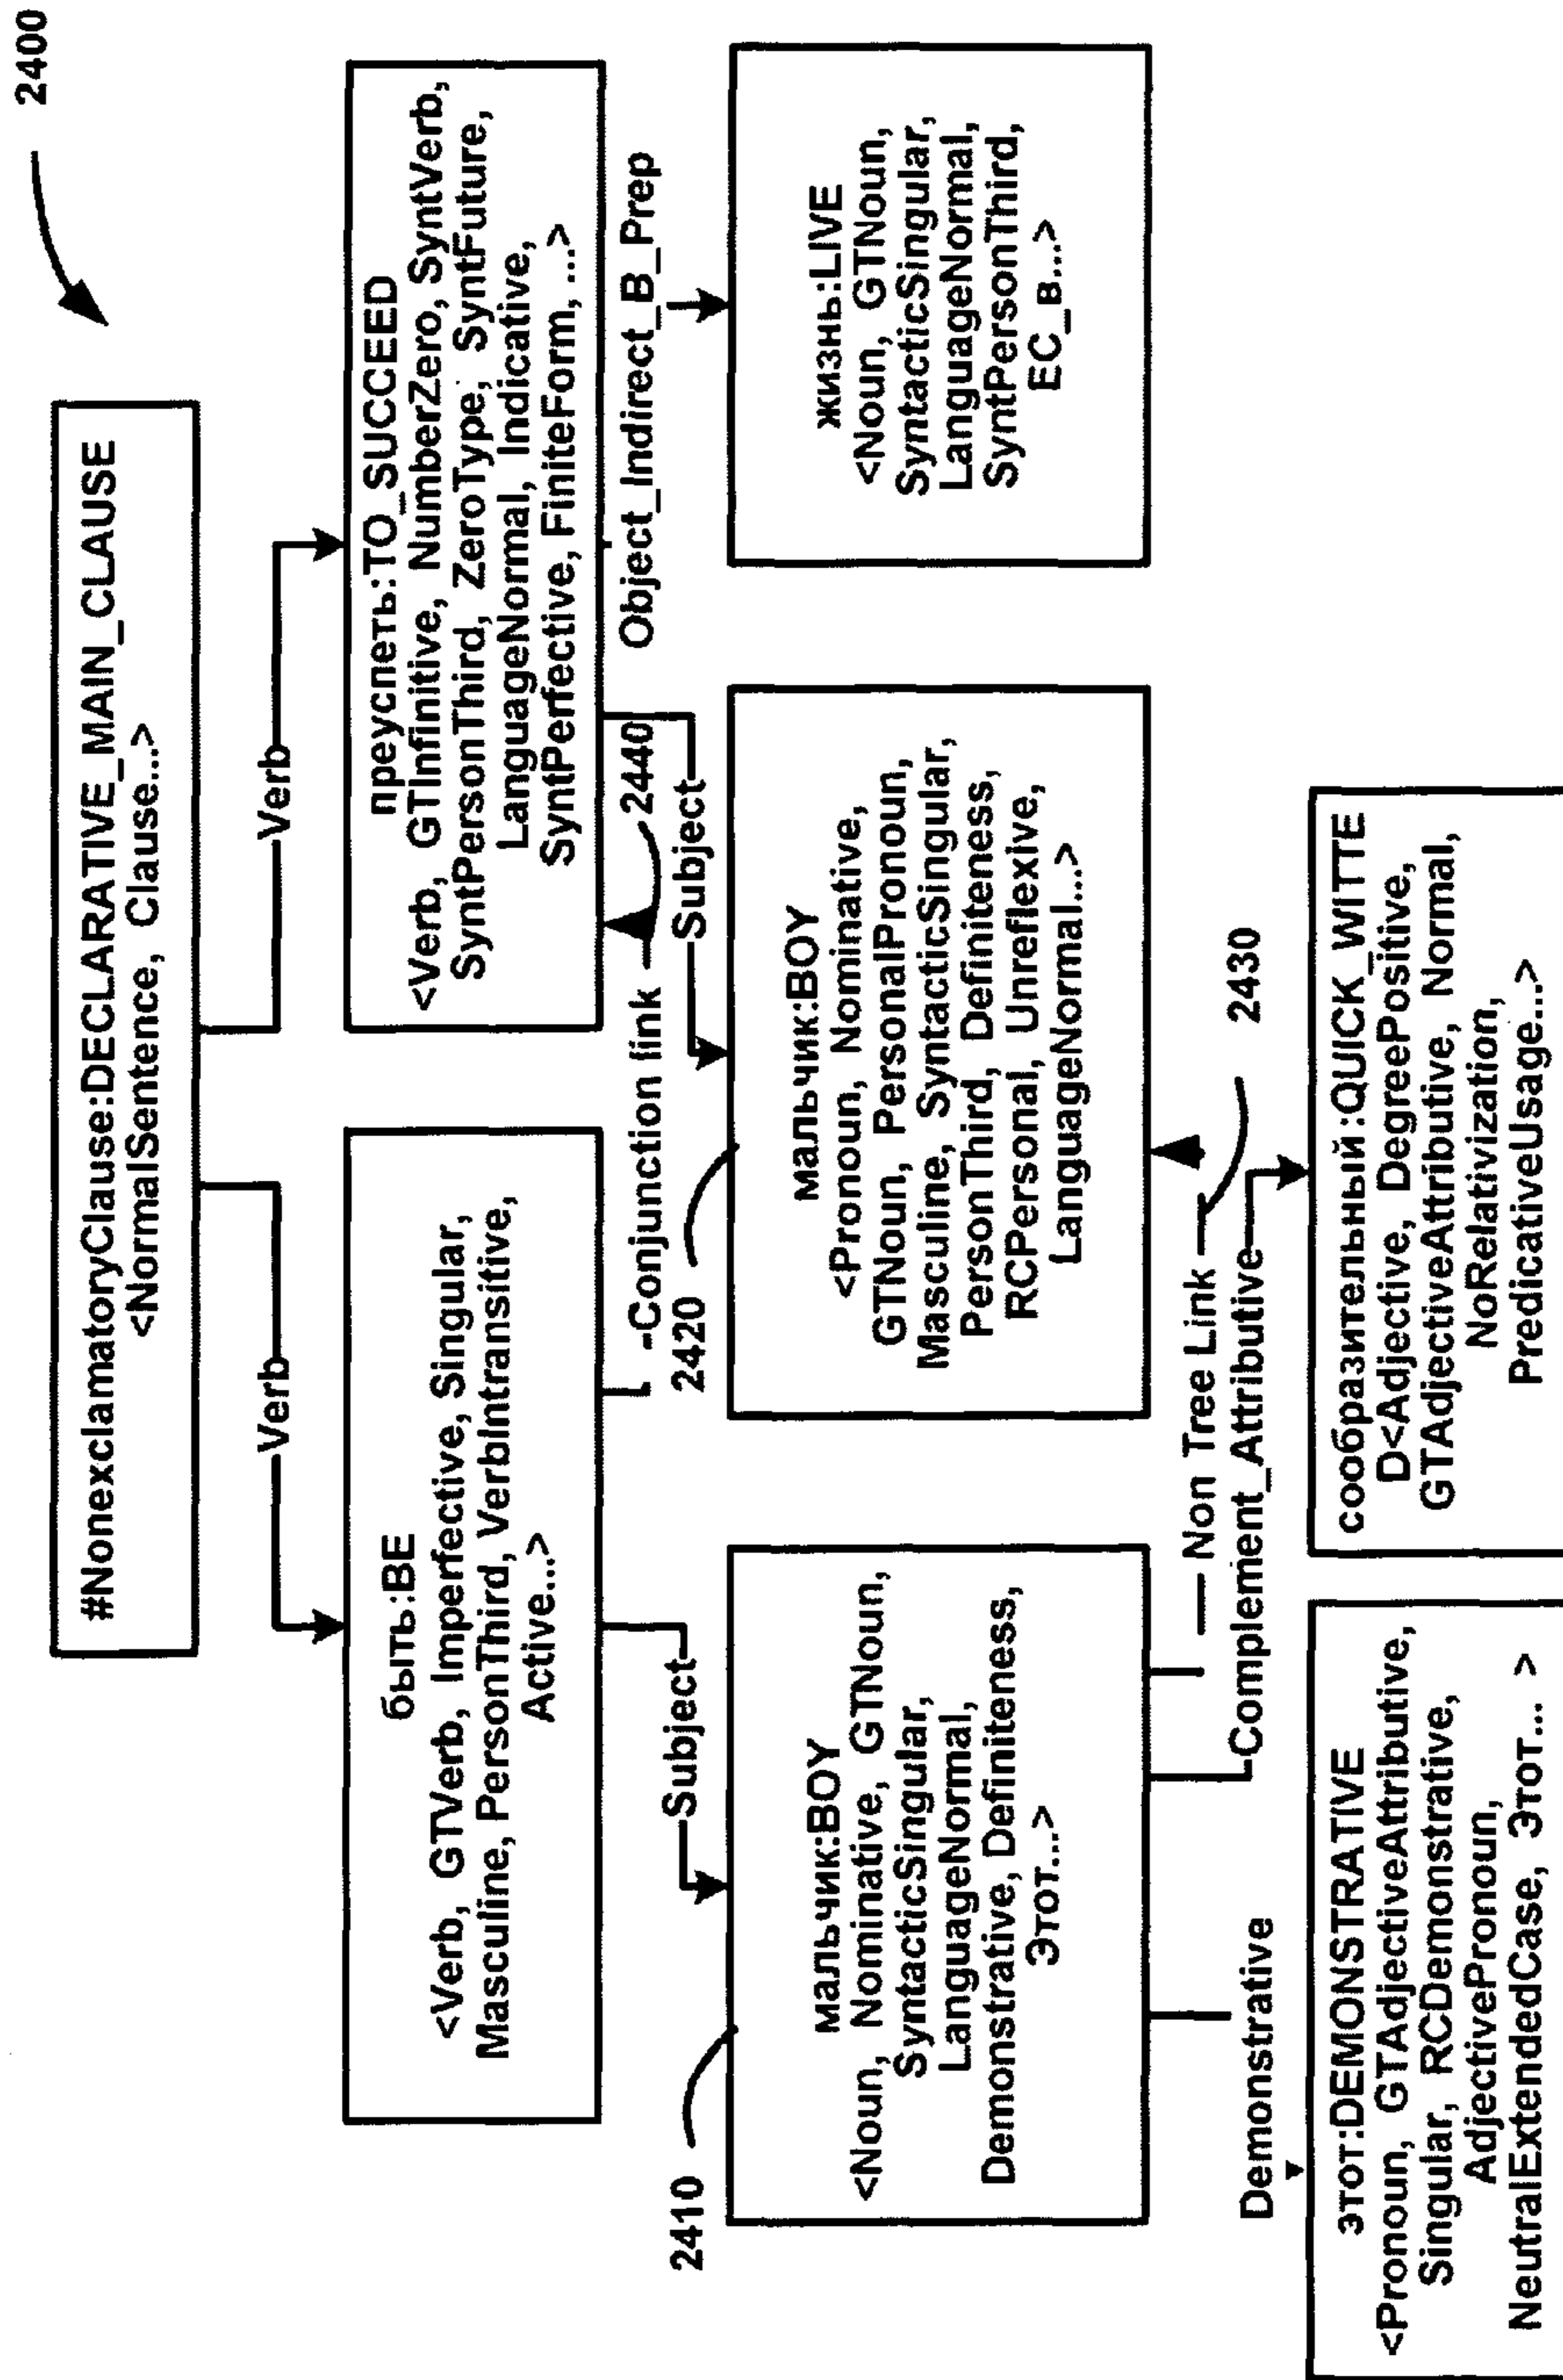 2400
#NonexclamatoryClause:DECLARATIVE_MAIN_CLAUSE
<NormalSentence, Clause...>
Verb
Verb
быть:BE
<Verb, GTVerb, Imperfective, Singular,
Masculine, PersonThird, VerbIntransitive,
Active...>
преуспеть:TO_SUCCEED
<Verb, GTInfinitive, NumberZero, SyntVerb,
SyntPersonThird, ZeroType, SyntFuture,
LanguageNormal, Indicative,
SyntPerfective, FiniteForm, ...>
Conjunction link
2440
Object_Indirect_B_Prep
Subject
Subject
2410
2420
мальчик:BOY
<Noun, Nominative, GTNoun,
SyntacticSingular,
LanguageNormal,
Demonstrative, Definiteness,
Этот...>
мальчик:BOY
<Pronoun, Nominative,
GTNoun, PersonalPronoun,
Masculine, SyntacticSingular,
PersonThird, Definiteness,
RCPersonal, Unreflexive,
LanguageNormal...>
жизнь:LIVE
<Noun, GTNoun,
SyntacticSingular,
LanguageNormal,
SyntPersonThird,
EC_в...>
Non Tree Link
2430
Demonstrative
Complement_Attributive
этот:DEMONSTRATIVE
<Pronoun, GTAdjectiveAttributive,
Singular, RCDemonstrative,
AdjectivePronoun,
NeutralExtendedCase, Этот... >
сообразительный:QUICK_WITTE
D<Adjective, DegreePositive,
GTAdjectiveAttributive, Normal,
NoRelativization,
PredicativeUsage...>